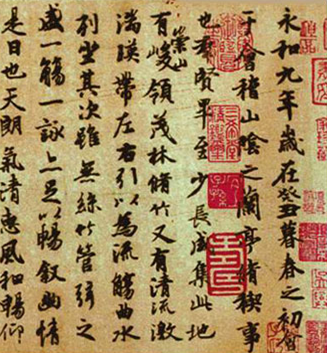 永和九年歲在癸丑暮春之初會
于會稽山陰之蘭亭脩稧事
也群賢畢至少長咸集此地
有崇山峻領茂林脩竹又有清流激
湍暎帶左右引以為流觴曲水
列坐其次雖無絲竹管弦之
盛一觴一詠亦足以暢敘幽情
是日也天朗氣清惠風和暢仰